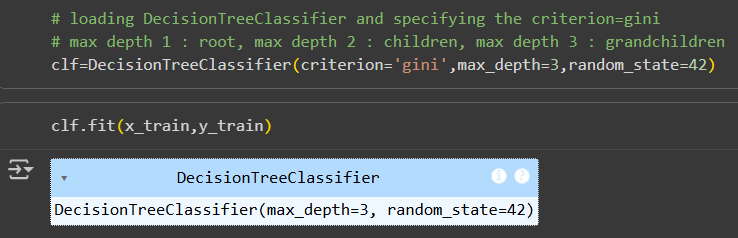 # loading DecisionTreeClassifier and specifying the criterion=gini
# max depth 1 : root, max depth 2 : children, max depth 3 : grandchildren
clf=DecisionTreeClassifier(criterion='gini',max_depth=3,random_state=42)
clf.fit(x_train,y_train)
DecisionTreeClassifier i ?
DecisionTreeClassifier(max_depth=3, random_state=42)